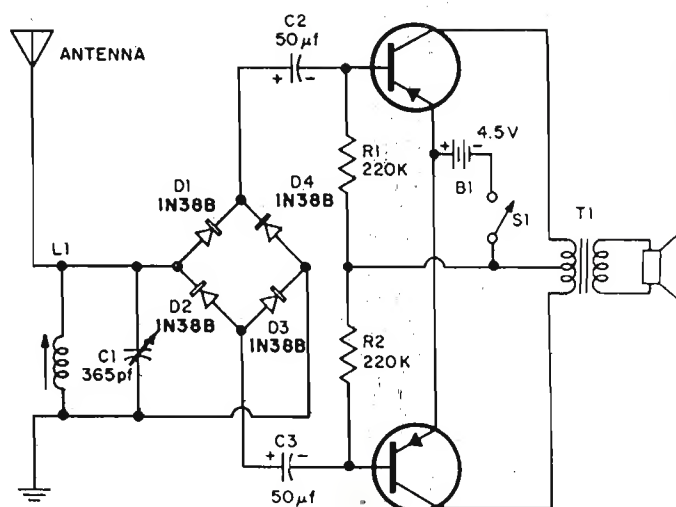 C2
50µf
+ -
ANTENNA
4.5V
+ -
R1
220K
B1
D1
1N38B
D4
1N38B
S1
T1
L1
D2
1N38B
D3
1N38B
R2
220K
C1
365pf
C3
+ -
50µf